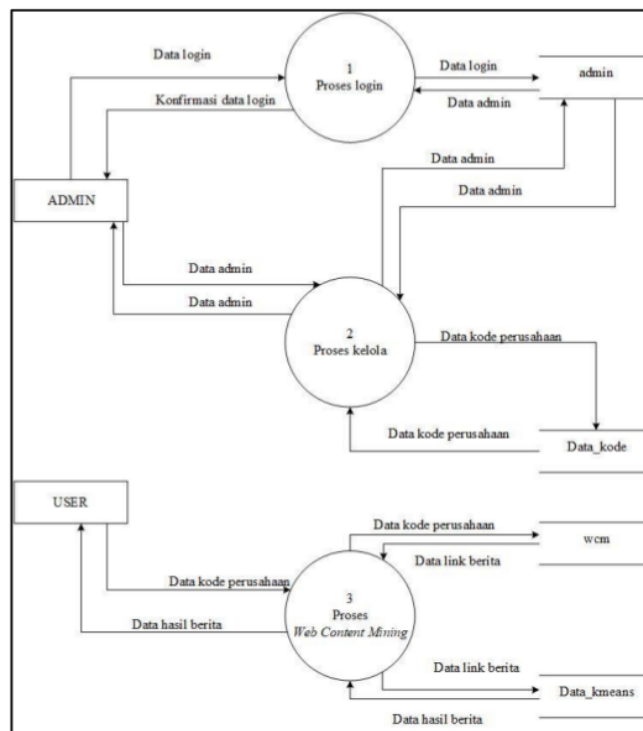 Data login
1
Proses login
Data login
admin
Konfirmasi data login
Data admin
Data admin
Data admin
ADMIN
Data admin
Data admin
2
Proses kelola
Data kode perusahaan
Data kode perusahaan
Data_kode
USER
Data kode perusahaan
wcm
Data link berita
Data kode perusahaan
3
Proses
Web Content Mining
Data hasil berita
Data link berita
Data_kmeans
Data hasil berita